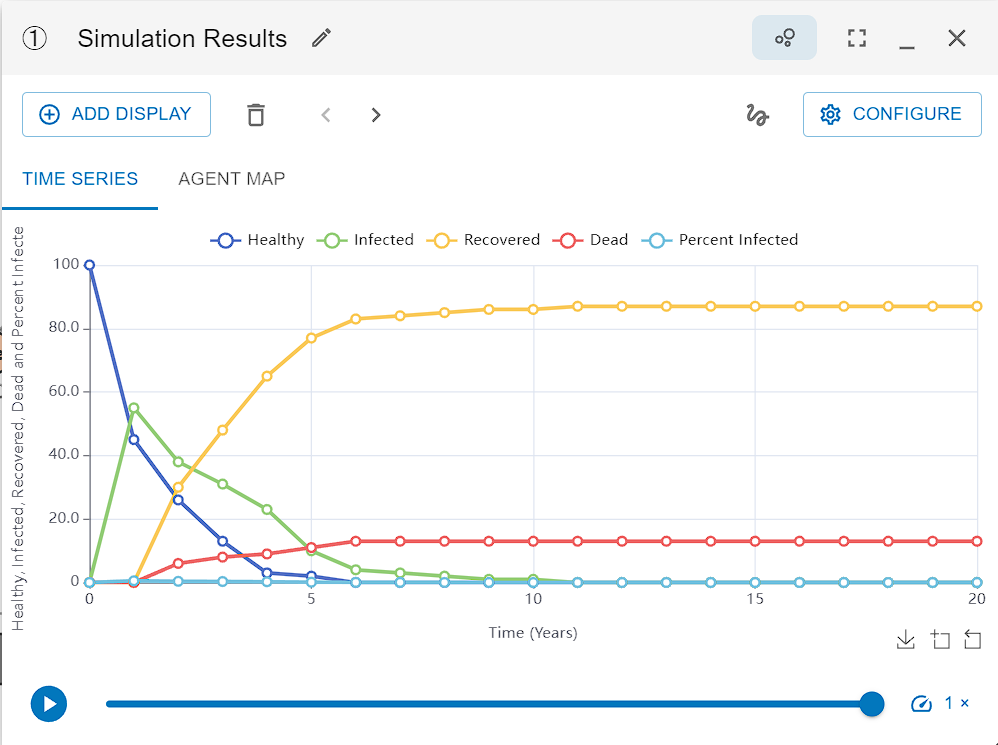 ① Simulation Results
ADD DISPLAY
CONFIGURE
TIME SERIES AGENT MAP
Healthy Infected Recovered Dead Percent Infected
Healthy, Infected, Recovered, Dead and Percent Infecte
100
80.0
60.0
40.0
20.0
0
0 5 10 15 20
Time (Years)
1 ×